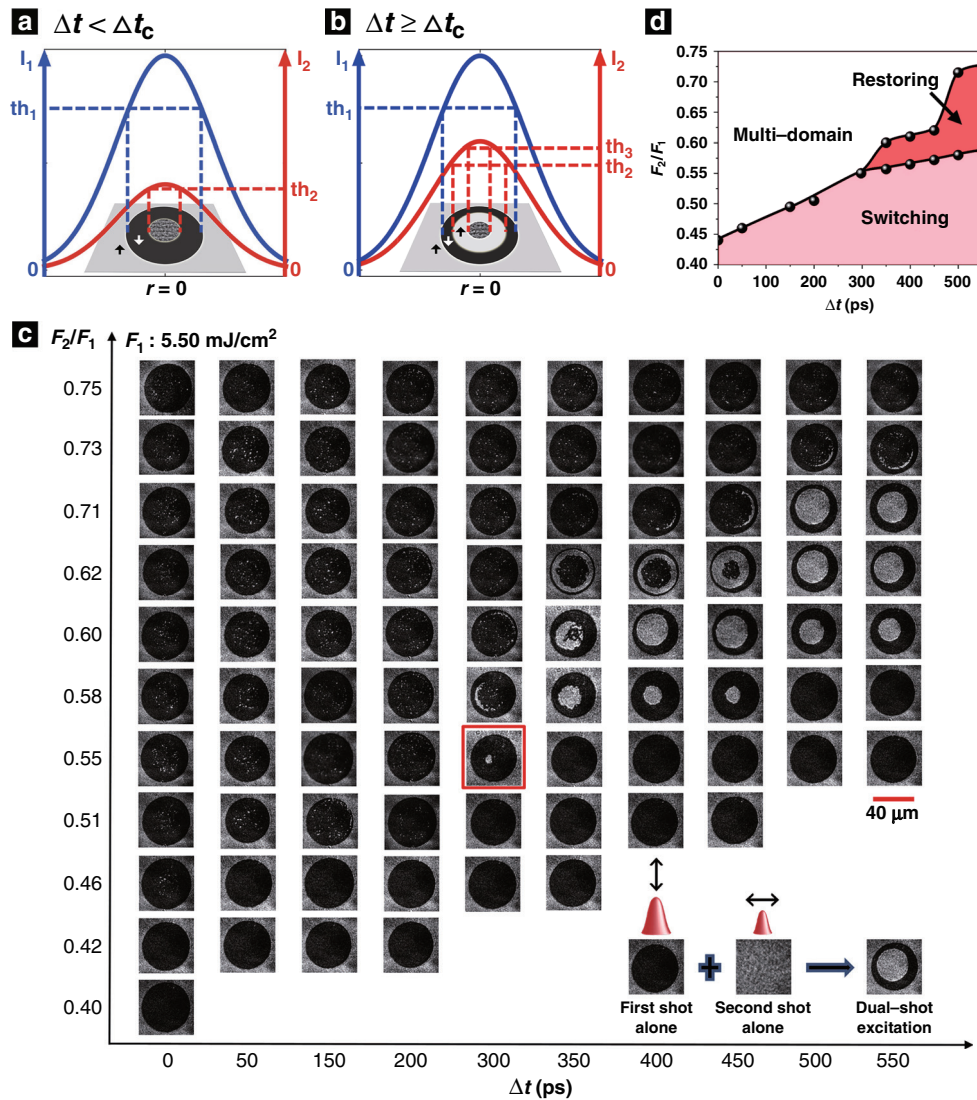 a Δt < Δtc
I1 I2
th1
th2
0 0
r = 0
b Δt ≥ Δtc
I1 I2
th1
th3
th2
0 0
r = 0
d
0.75
0.70
0.65
0.60
0.55
0.50
0.45
0.40
F2/F1
Restoring
Multi–domain
Switching
0 100 200 300 400 500
Δt (ps)
c F2/F1 F1 : 5.50 mJ/cm2
0.75
0.73
0.71
0.62
0.60
0.58
0.55
0.51
0.46
0.42
0.40
40 μm
First shot alone
Second shot alone
Dual–shot excitation
0 50 150 200 300 350 400 450 500 550
Δt (ps)